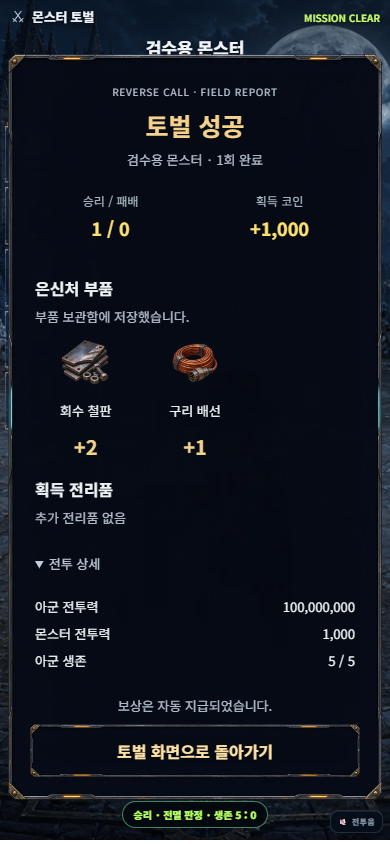 몬스터 토벌
MISSION CLEAR
검수용 몬스터
REVERSE CALL · FIELD REPORT
토벌 성공
검수용 몬스터 · 1회 완료
승리 / 패배
획득 코인
1 / 0
+1,000
은신처 부품
부품 보관함에 저장했습니다.
회수 철판
구리 배선
+2
+1
획득 전리품
추가 전리품 없음
▼ 전투 상세
아군 전투력
100,000,000
몬스터 전투력
1,000
아군 생존
5 / 5
보상은 자동 지급되었습니다.
토벌 화면으로 돌아가기
승리 · 전멸 판정 · 생존 5 : 0
전투음